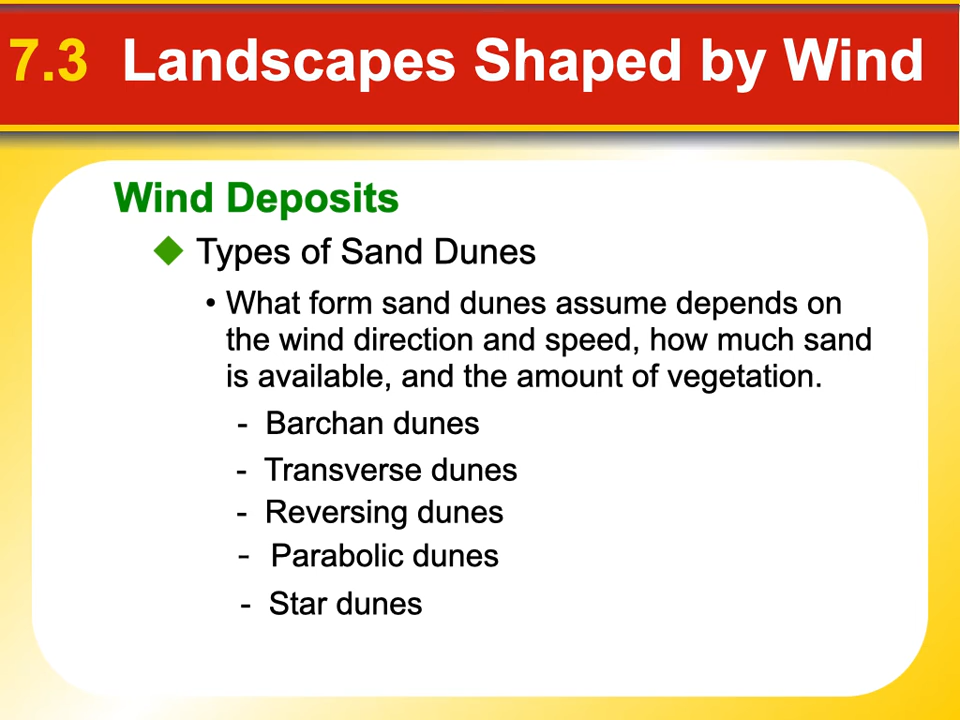 7.3 Landscapes Shaped by Wind
Wind Deposits
Types of Sand Dunes
• What form sand dunes assume depends on
the wind direction and speed, how much sand
is available, and the amount of vegetation.
- Barchan dunes
- Transverse dunes
- Reversing dunes
- Parabolic dunes
- Star dunes